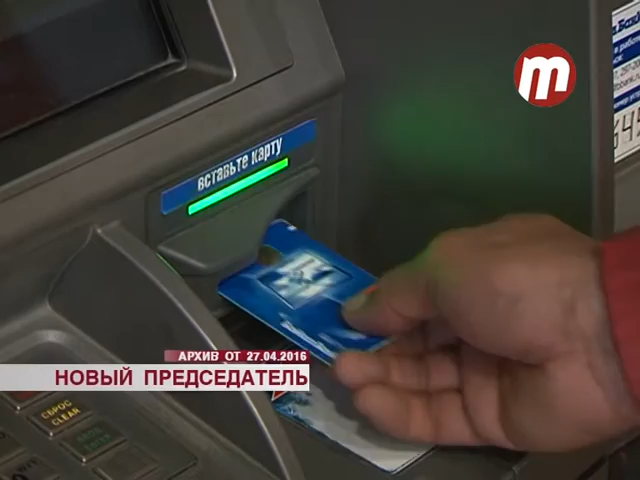 m
вставьте карту
АРХИВ ОТ 27.04.2016
НОВЫЙ ПРЕДСЕДАТЕЛЬ
СБРОС
CLEAR